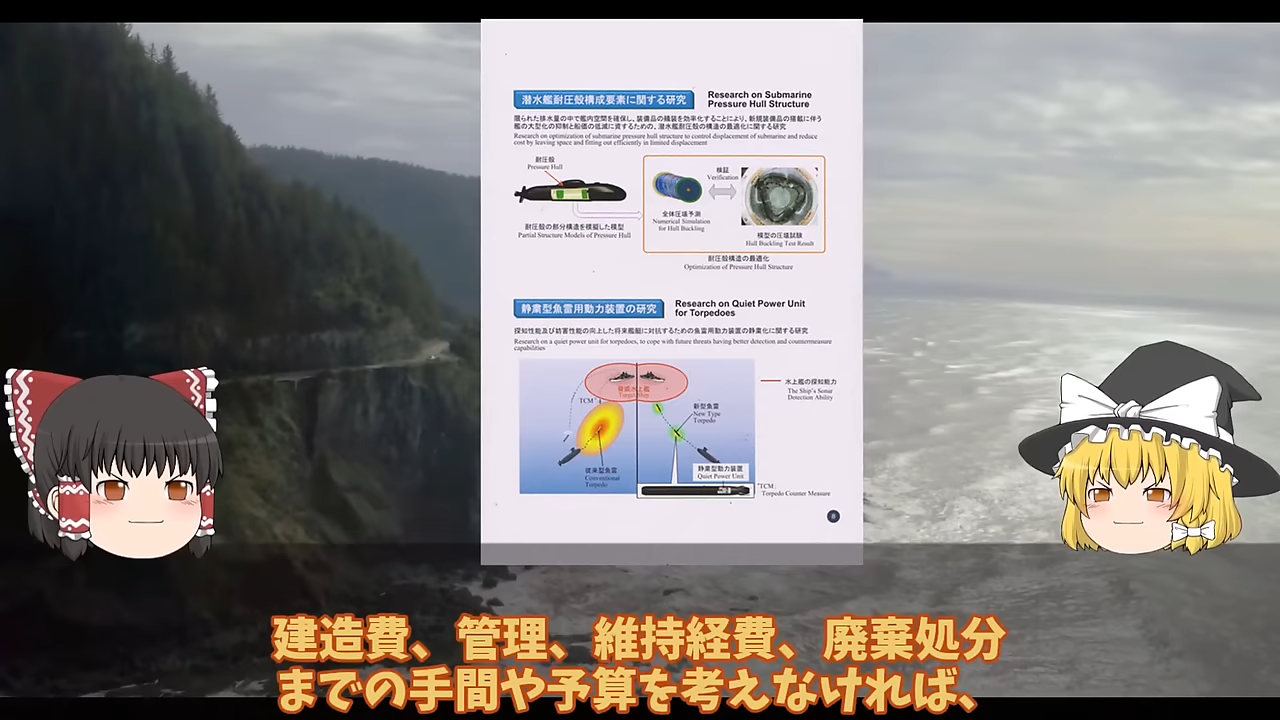 潜水艦耐圧殻構成要素に関する研究
Research on Submarine
Pressure Hull Structure
限られた排水量の中で艦内空間を確保し、装備品の艤装を効率化することにより、新規装備品の搭載に伴う
艦の大型化の抑制と船価の低減に資するための、潜水艦耐圧殻の構造の最適化に関する研究
Research on optimization of submarine pressure hull structure to control displacement of submarine and reduce
cost by leaving space and fitting out efficiently in limited displacement
耐圧殻
Pressure Hull
検証
Verification
全体圧壊予測
Numerical Simulation
for Hull Buckling
模型の圧壊試験
Hull Buckling Test Result
耐圧殻の部分構造を模擬した模型
Partial Structure Models of Pressure Hull
耐圧殻構造の最適化
Optimization of Pressure Hull Structure
静粛型魚雷用動力装置の研究
Research on Quiet Power Unit
for Torpedoes
探知性能及び妨害性能の向上した将来艦艇に対抗するための魚雷用動力装置の静粛化に関する研究
Research on a quiet power unit for torpedoes, to cope with future threats having better detection and countermeasure
capabilities
脅威水上艦
Target Ship
TCM
水上艦の探知能力
The Ship's Sonar
Detection Ability
新型魚雷
New Type
Torpedo
従来型魚雷
Conventional
Torpedo
静粛型動力装置
Quiet Power Unit
*TCM:
Torpedo Counter Measure
8
建造費、管理、維持経費、廃棄処分
までの手間や予算を考えなければ、